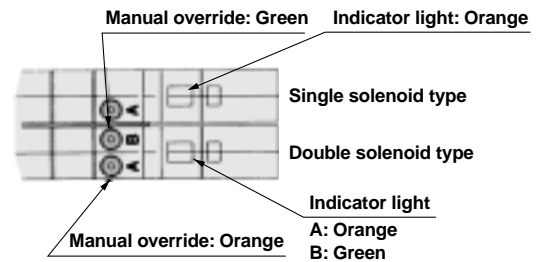 Manual override: Green
Indicator light: Orange
A
Single solenoid type
B
A
Double solenoid type
Indicator light
A: Orange
B: Green
Manual override: Orange